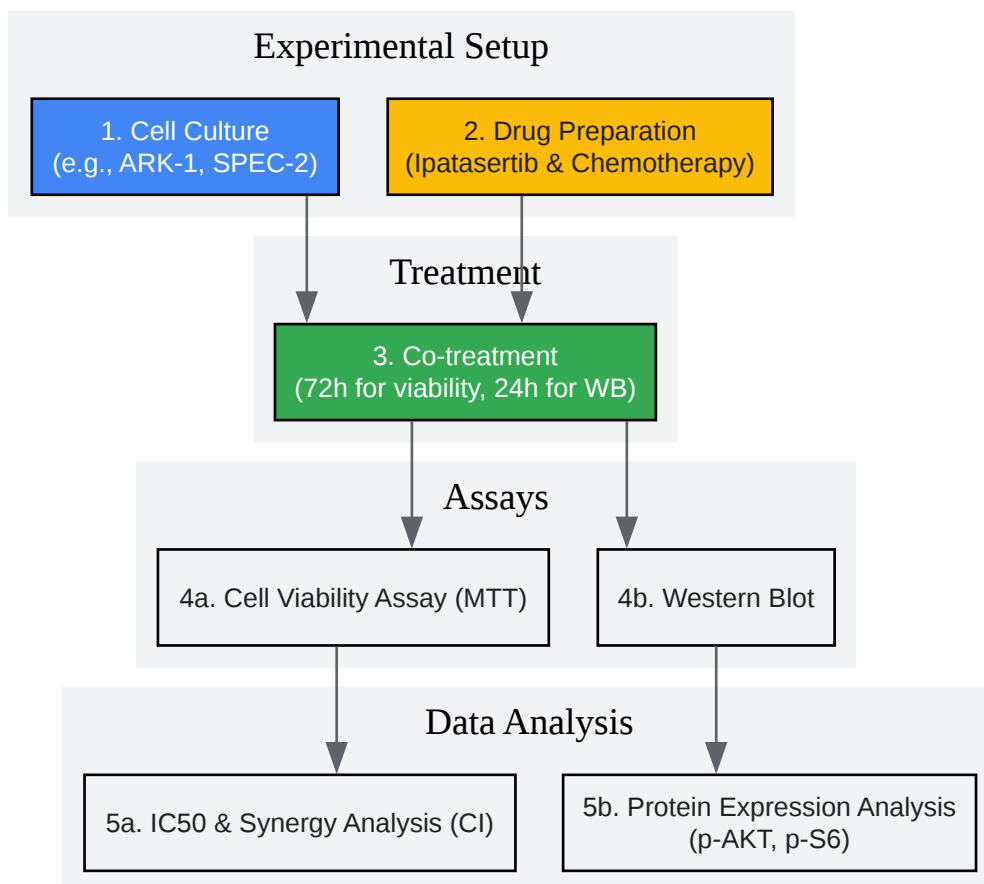 Experimental Setup
1. Cell Culture
(e.g., ARK-1, SPEC-2)
2. Drug Preparation
(Ipatasertib & Chemotherapy)
Treatment
3. Co-treatment
(72h for viability, 24h for WB)
Assays
4a. Cell Viability Assay (MTT)
4b. Western Blot
Data Analysis
5a. IC50 & Synergy Analysis (CI)
5b. Protein Expression Analysis
(p-AKT, p-S6)